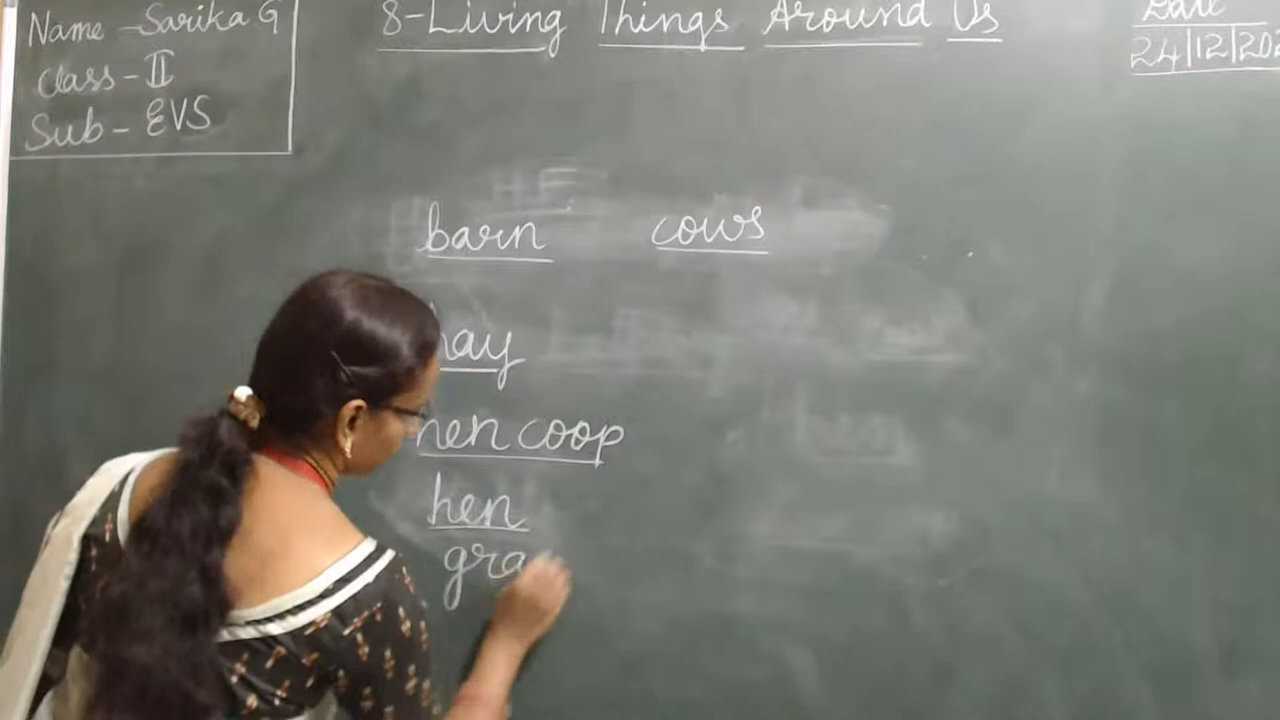 Name - Sarika G
Class - II
Sub - EVS
8-Living Things Around Us
Date
24|12|202
barn cows
hay
hen coop
hen
gra